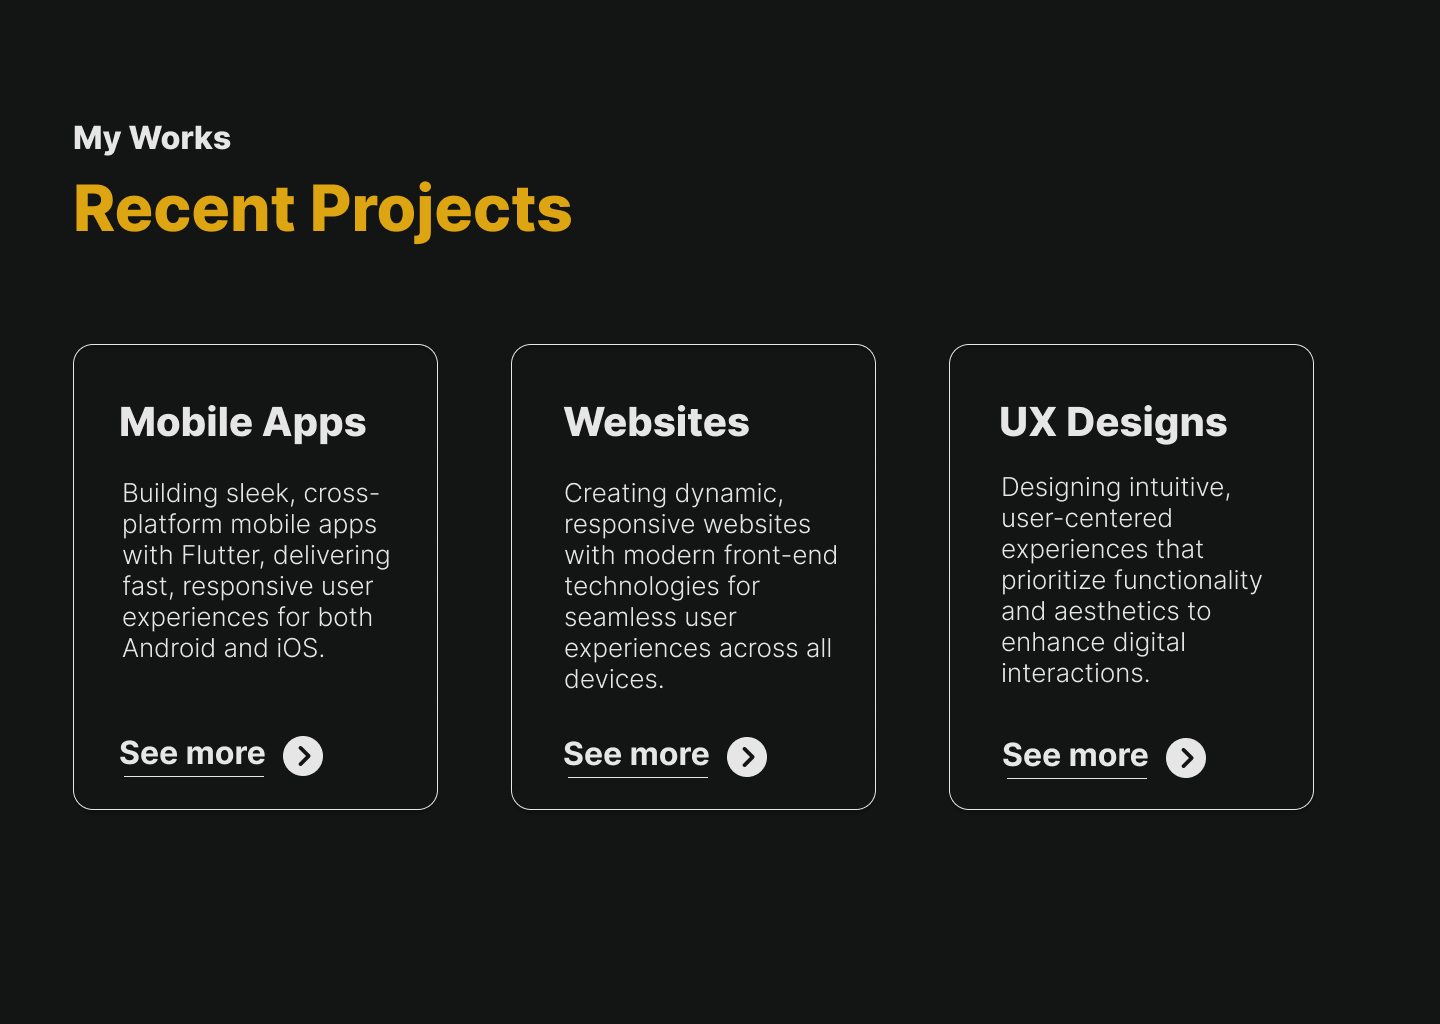 My Works
Recent Projects
Mobile Apps
Building sleek, cross-
platform mobile apps
with Flutter, delivering
fast, responsive user
experiences for both
Android and iOS.
See more
Websites
Creating dynamic,
responsive websites
with modern front-end
technologies for
seamless user
experiences across all
devices.
See more
UX Designs
Designing intuitive,
user-centered
experiences that
prioritize functionality
and aesthetics to
enhance digital
interactions.
See more